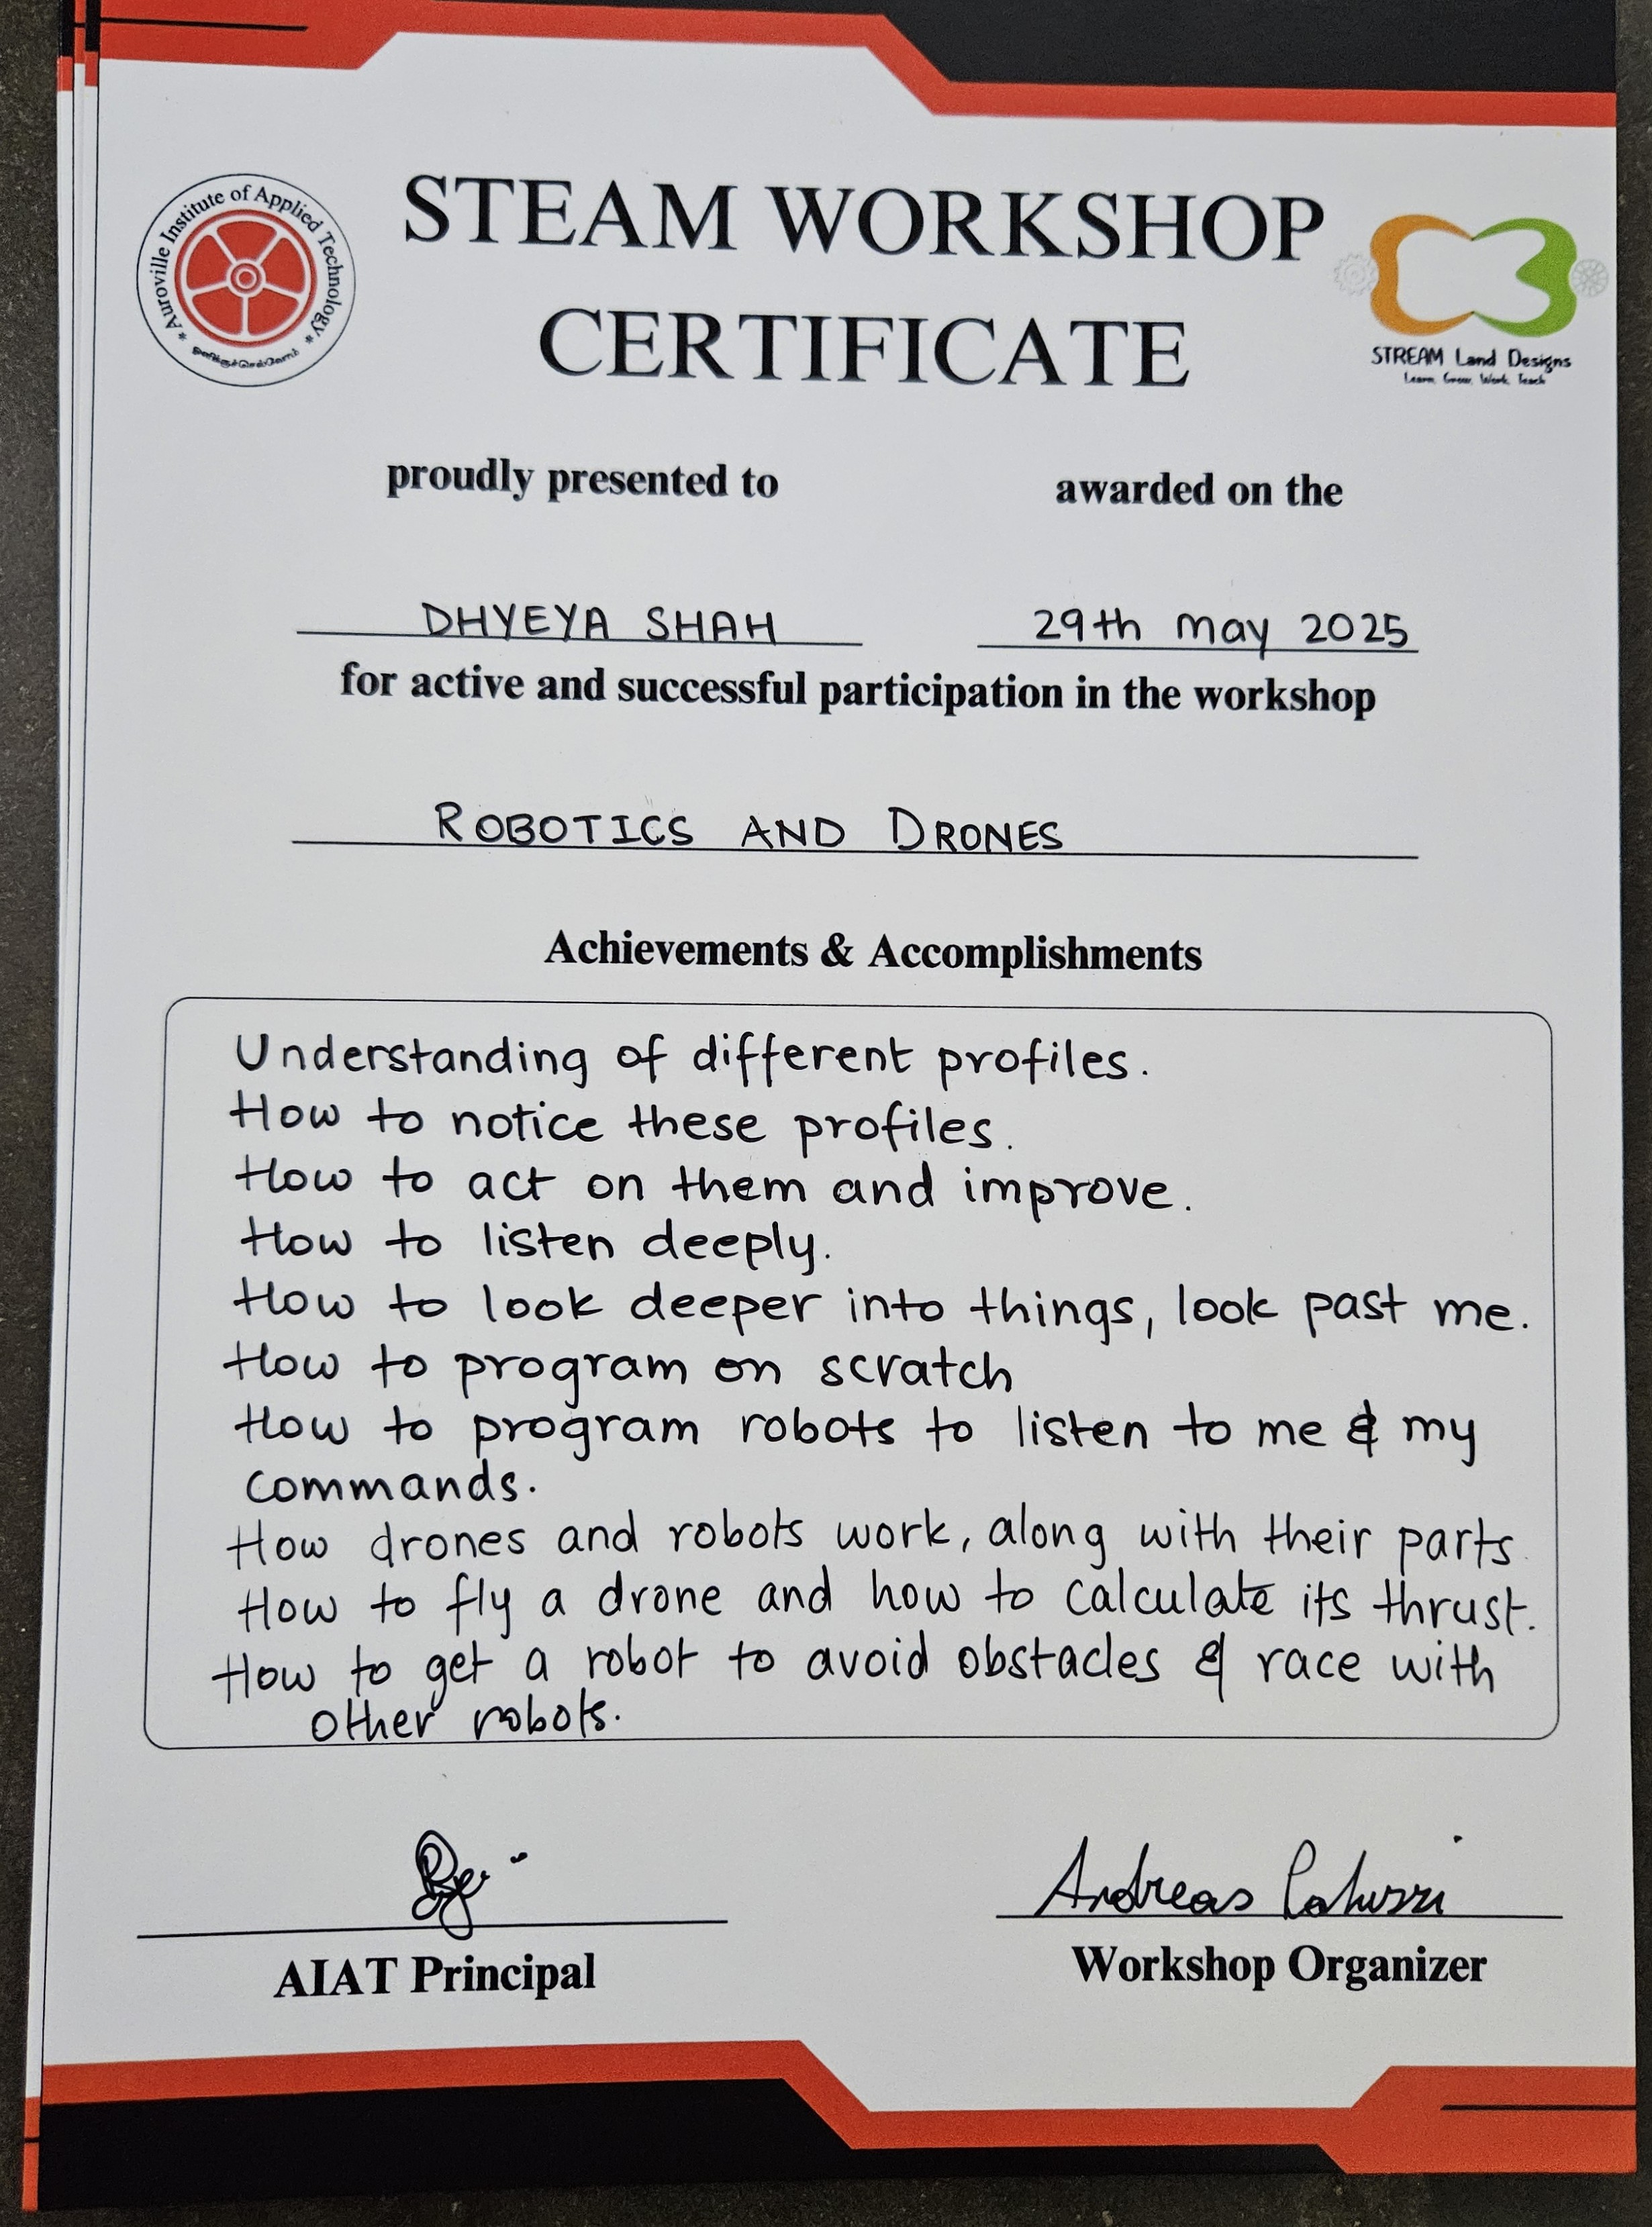 Auroville Institute of Applied Technology
STEAM WORKSHOP
CERTIFICATE
STREAM Land Designs
Learn, Grow, Work, Teach
proudly presented to
awarded on the
DHYEYA SHAH
29th may 2025
for active and successful participation in the workshop
ROBOTICS AND DRONES
Achievements & Accomplishments
Understanding of different profiles.
How to notice these profiles.
How to act on them and improve.
How to listen deeply.
How to look deeper into things, look past me.
How to program on scratch
How to program robots to listen to me & my
commands.
How drones and robots work, along with their parts.
How to fly a drone and how to calculate its thrust.
How to get a robot to avoid obstacles & race with
other robots.
Andreas
AIAT Principal
Workshop Organizer